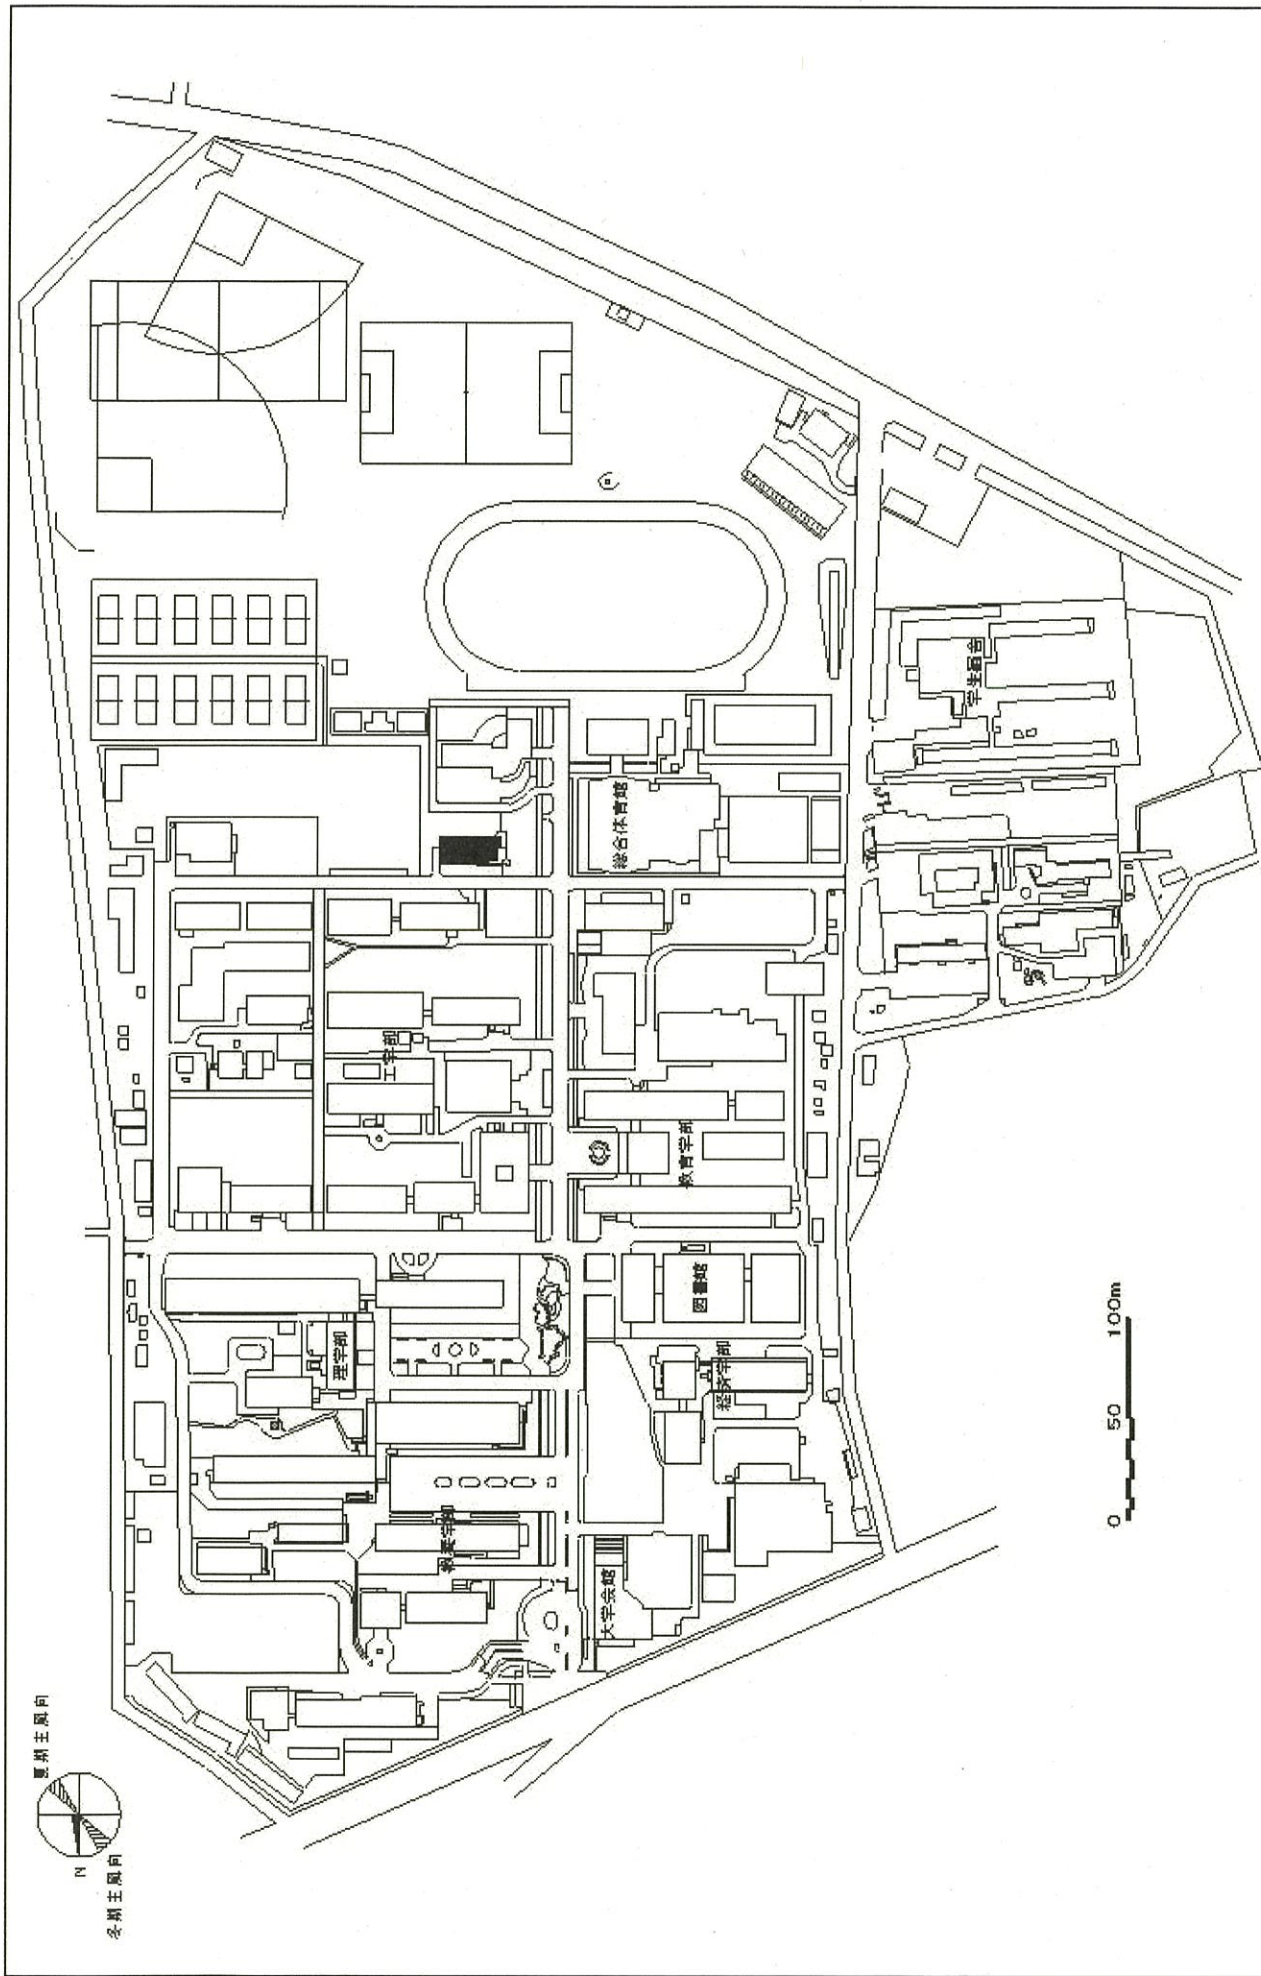 夏期主風向
N
冬期主風向
理学部
教養学部
大学会館
経済学部
図書館
教育学部
工学部
総合体育館
学生宿舎
0 50 100m